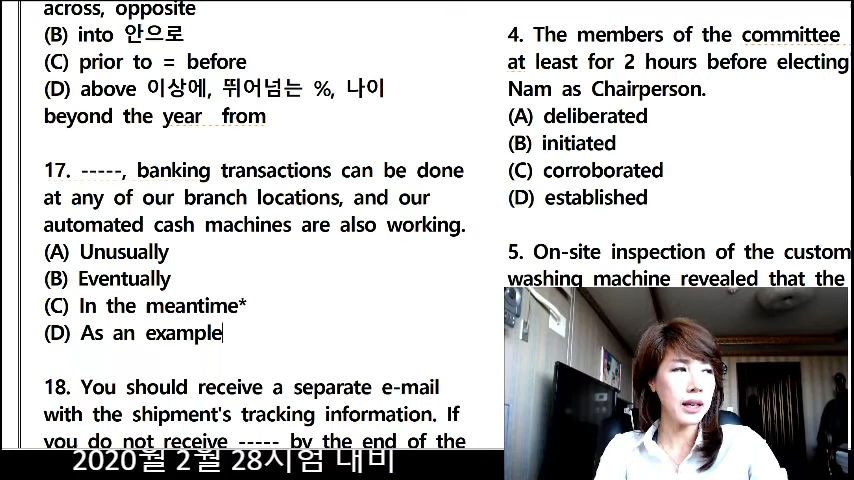 across, opposite
(B) into 안으로
(C) prior to = before
(D) above 이상에, 뛰어넘는 %, 나이
beyond the year from
17. -----, banking transactions can be done
at any of our branch locations, and our
automated cash machines are also working.
(A) Unusually
(B) Eventually
(C) In the meantime*
(D) As an example
18. You should receive a separate e-mail
with the shipment's tracking information. If
you do not receive ----- by the end of the
4. The members of the committee
at least for 2 hours before electing
Nam as Chairperson.
(A) deliberated
(B) initiated
(C) corroborated
(D) established
5. On-site inspection of the custom
washing machine revealed that the
2020월 2월 28시험 대비